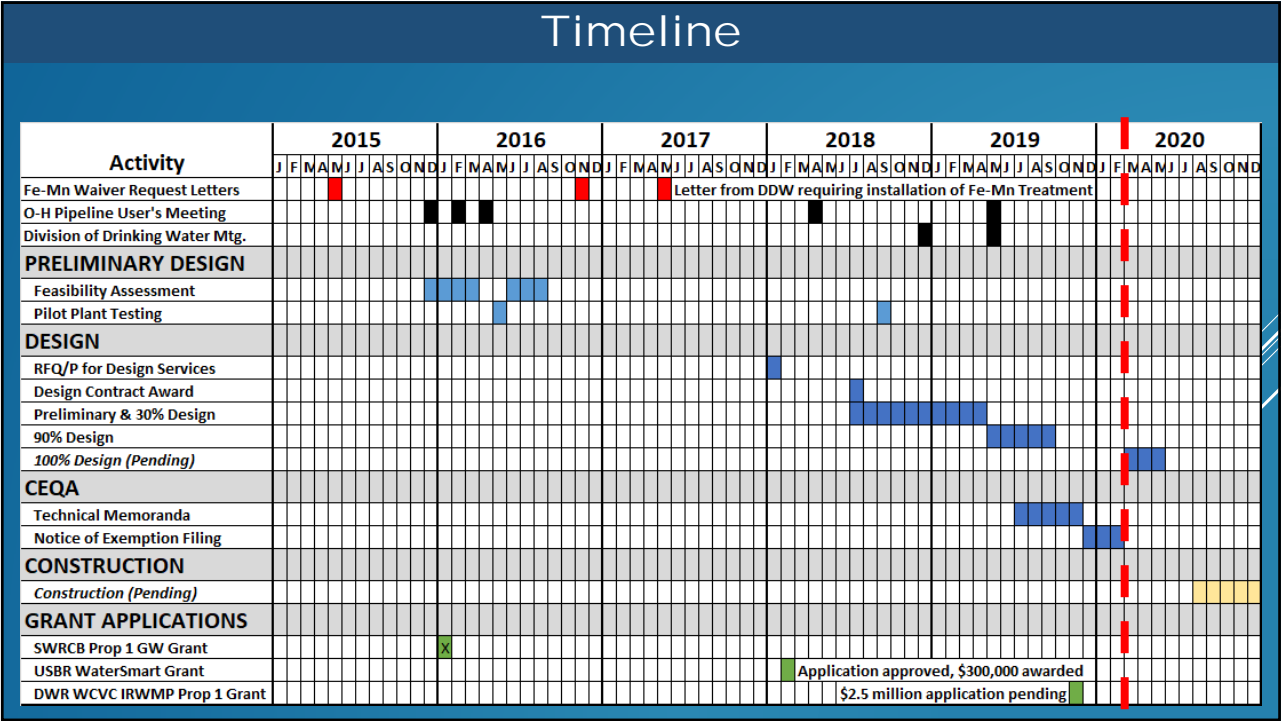 Timeline
2015 2016 2017 2018 2019 2020
Activity J F M A M J J A S O N D J F M A M J J A S O N D J F M A M J J A S O N D J F M A M J J A S O N D J F M A M J J A S O N D J F M A M J J A S O N D
Fe-Mn Waiver Request Letters Letter from DDW requiring installation of Fe-Mn Treatment
O-H Pipeline User's Meeting
Division of Drinking Water Mtg.
PRELIMINARY DESIGN
Feasibility Assessment
Pilot Plant Testing
DESIGN
RFQ/P for Design Services
Design Contract Award
Preliminary & 30% Design
90% Design
100% Design (Pending)
CEQA
Technical Memoranda
Notice of Exemption Filing
CONSTRUCTION
Construction (Pending)
GRANT APPLICATIONS
SWRCB Prop 1 GW Grant X
USBR WaterSmart Grant Application approved, $300,000 awarded
DWR WCVC IRWMP Prop 1 Grant $2.5 million application pending